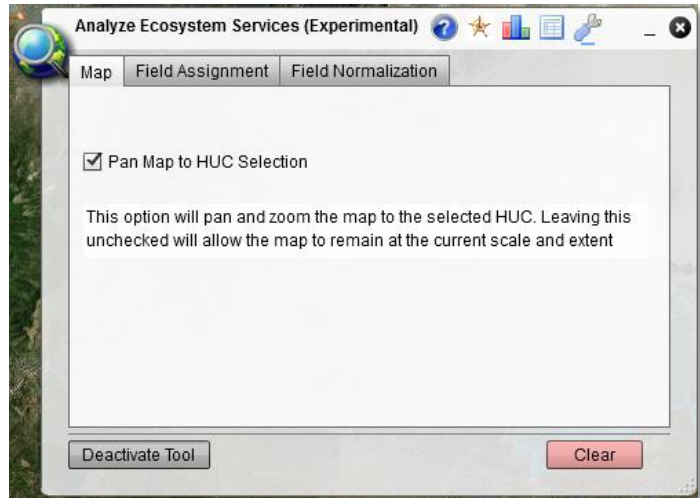 Analyze Ecosystem Services (Experimental)
Map
Field Assignment
Field Normalization
Pan Map to HUC Selection
This option will pan and zoom the map to the selected HUC. Leaving this
unchecked will allow the map to remain at the current scale and extent
Deactivate Tool
Clear